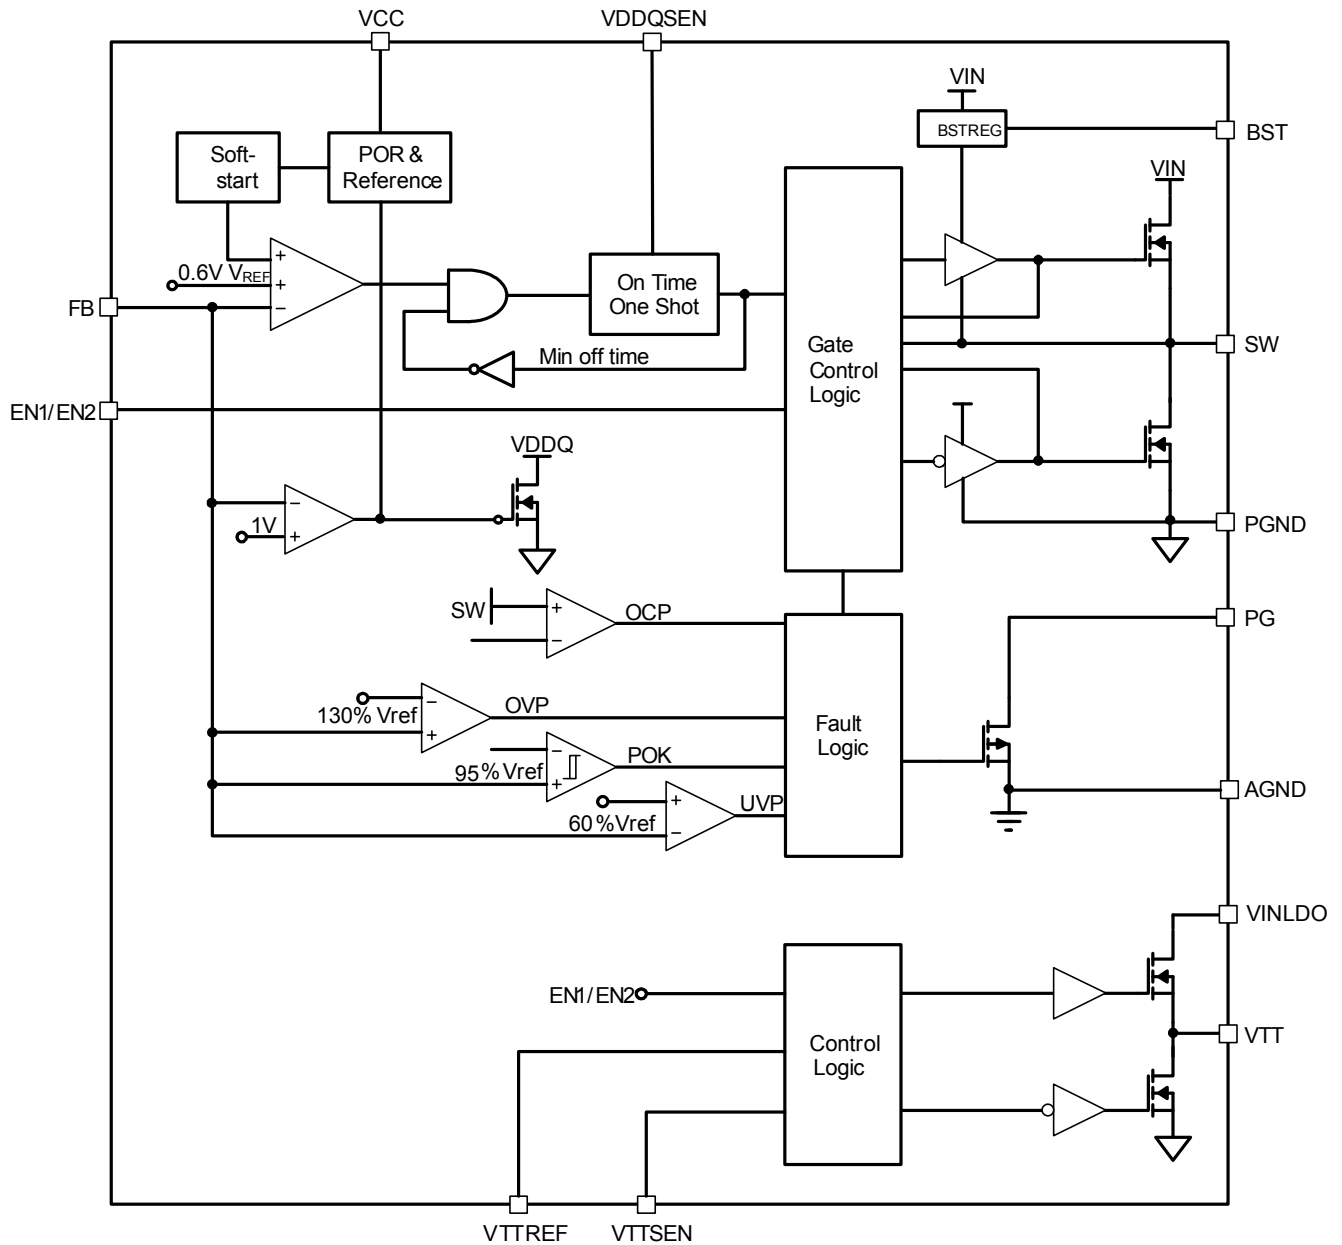 VCC
VDDQSEN
VIN
BSTREG
BST
Soft-
start
POR &
Reference
VIN
0.6V VREF
+
+
−
FB
On Time
One Shot
Min off time
Gate
Control
Logic
SW
EN1/EN2
VDDQ
−
1V
+
PGND
SW
+
−
OCP
PG
130% Vref
−
+
OVP
Fault
Logic
95% Vref
−
+
POK
60%Vref
+
−
UVP
AGND
VINLDO
EN1/EN2
Control
Logic
VTT
VTTREF
VTTSEN